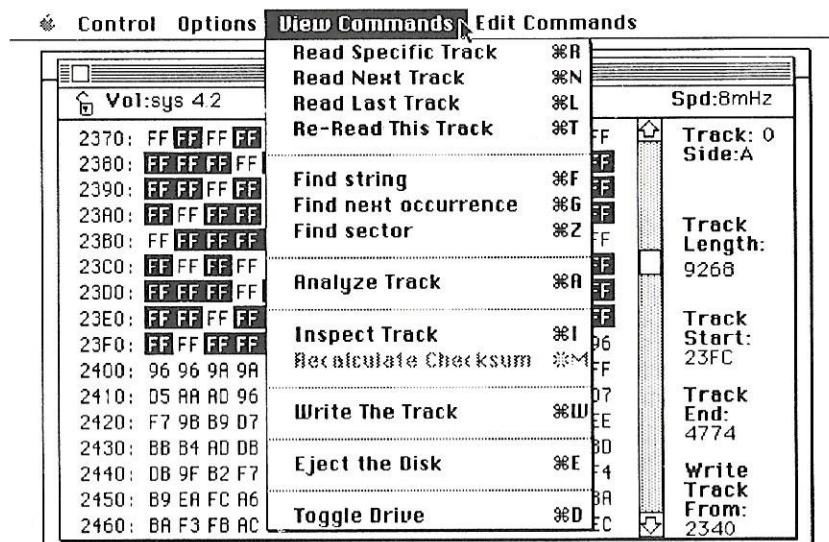 Control Options View Commands Edit Commands
Vol:sys 4.2
Spd:8mHz
2370: FF FF FF FF
2380: FF FF FF FF
2390: FF FF FF FF
23A0: FF FF FF FF
23B0: FF FF FF FF
23C0: FF FF FF FF
23D0: FF FF FF FF
23E0: FF FF FF FF
23F0: FF FF FF FF
2400: 96 96 9A 9A
2410: D5 AA AD 96
2420: F7 9B B9 D7
2430: BB B4 AD DB
2440: DB 9F B2 F7
2450: B9 EA FC A6
2460: BA F3 FB AC
Read Specific Track ⌘R
Read Next Track ⌘N
Read Last Track ⌘L
Re-Read This Track ⌘T
Find string ⌘F
Find next occurrence ⌘G
Find sector ⌘Z
Analyze Track ⌘A
Inspect Track ⌘I
Recalculate Checksum ⌘M
Write The Track ⌘W
Eject the Disk ⌘E
Toggle Drive ⌘D
Track: 0
Side:A
Track
Length:
9268
Track
Start:
23FC
Track
End:
4774
Write
Track
From:
2340